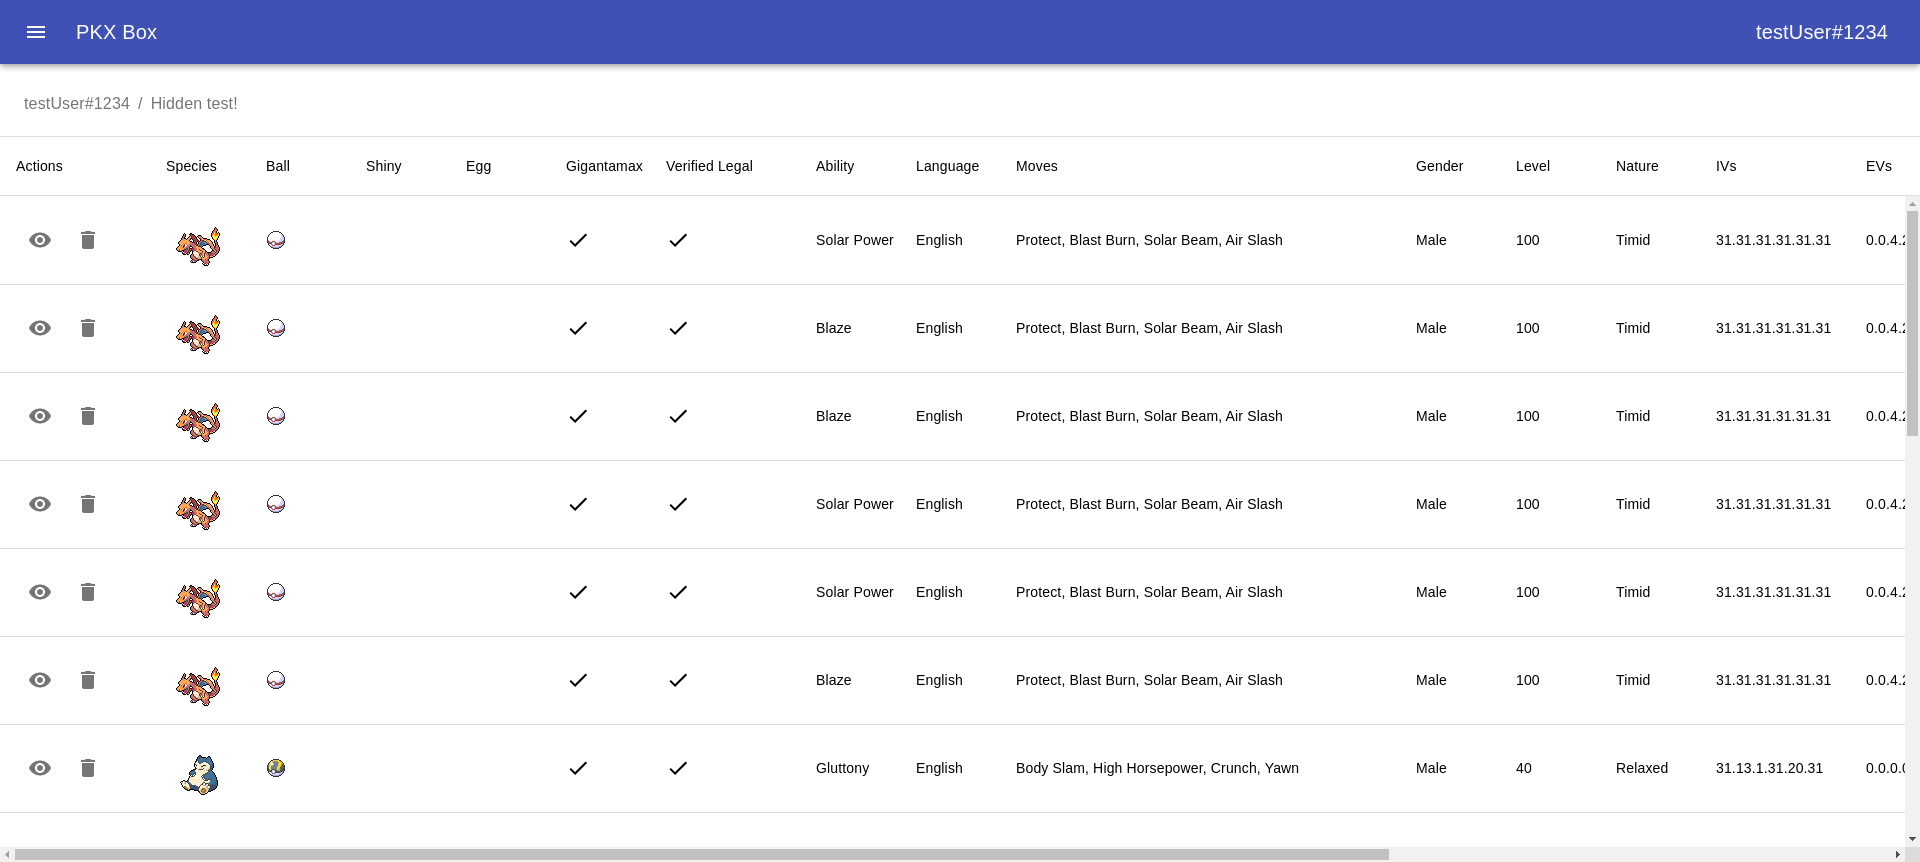 PKX Box testUser#1234
testUser#1234 / Hidden test!
Actions Species Ball Shiny Egg Gigantamax Verified Legal Ability Language Moves Gender Level Nature IVs EVs
Solar Power English Protect, Blast Burn, Solar Beam, Air Slash Male 100 Timid 31.31.31.31.31.31 0.0.4.2
Blaze English Protect, Blast Burn, Solar Beam, Air Slash Male 100 Timid 31.31.31.31.31.31 0.0.4.2
Blaze English Protect, Blast Burn, Solar Beam, Air Slash Male 100 Timid 31.31.31.31.31.31 0.0.4.2
Solar Power English Protect, Blast Burn, Solar Beam, Air Slash Male 100 Timid 31.31.31.31.31.31 0.0.4.2
Solar Power English Protect, Blast Burn, Solar Beam, Air Slash Male 100 Timid 31.31.31.31.31.31 0.0.4.2
Blaze English Protect, Blast Burn, Solar Beam, Air Slash Male 100 Timid 31.31.31.31.31.31 0.0.4.2
Gluttony English Body Slam, High Horsepower, Crunch, Yawn Male 40 Relaxed 31.13.1.31.20.31 0.0.0.0